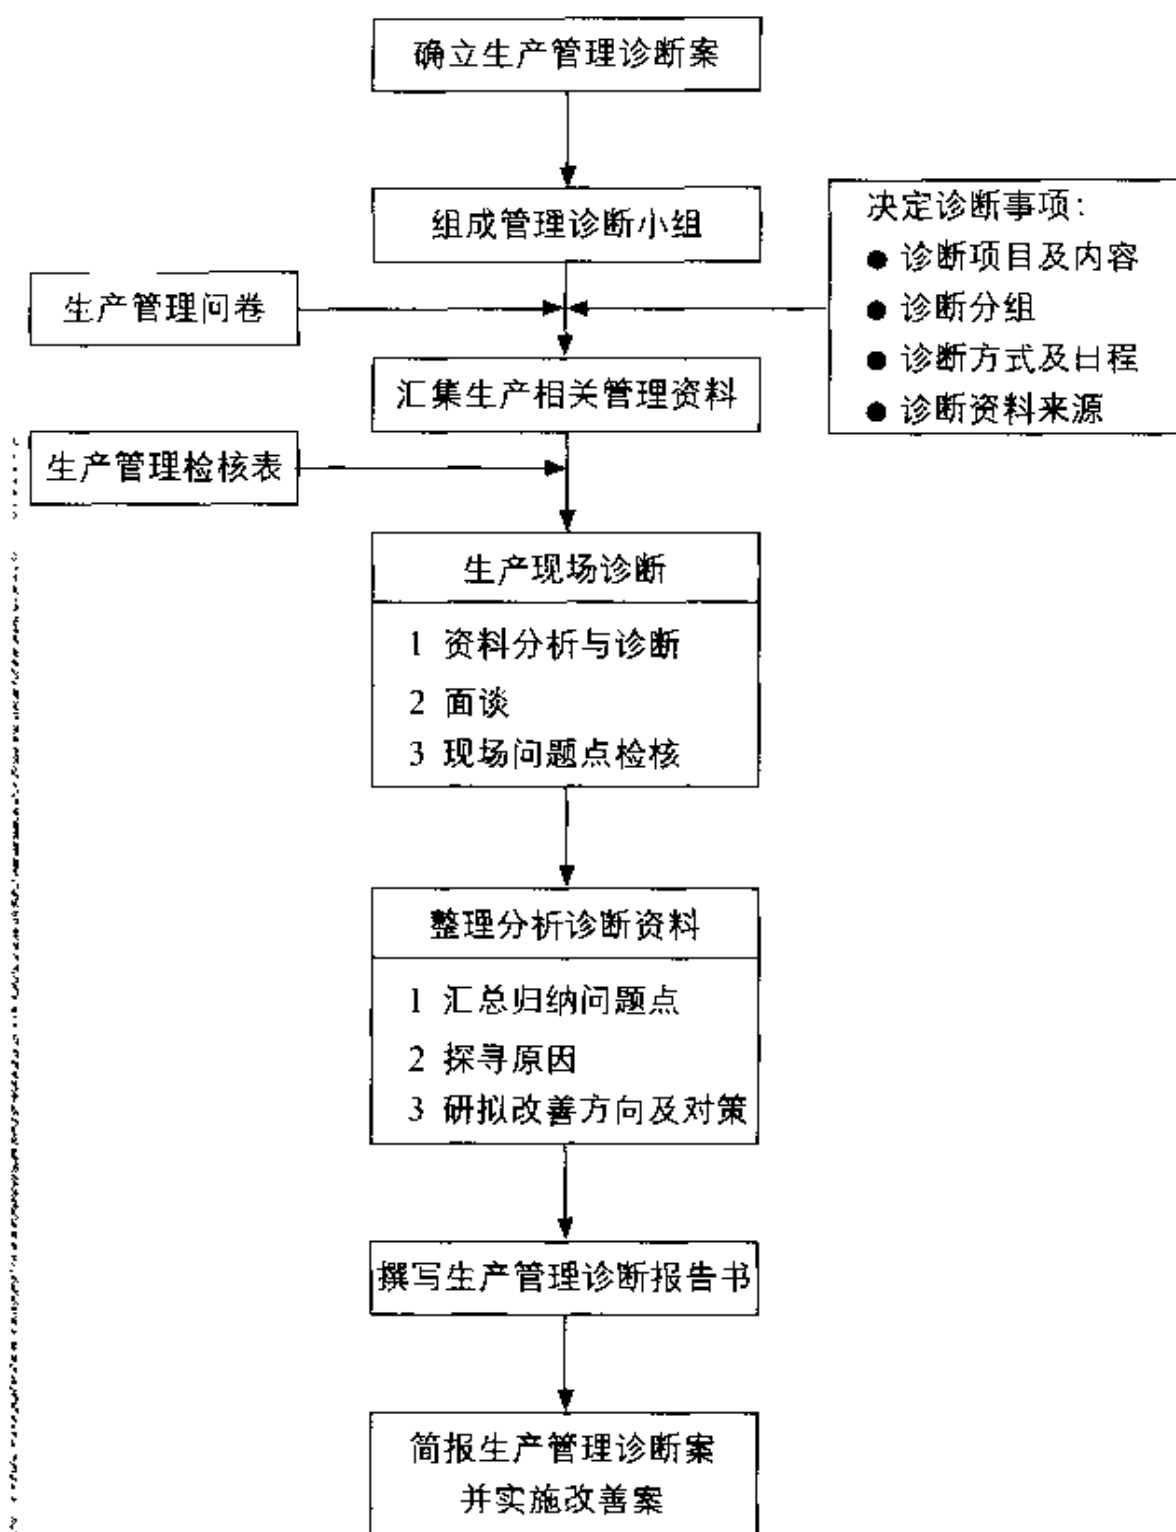 确立生产管理诊断案
组成管理诊断小组
决定诊断事项:
● 诊断项目及内容
● 诊断分组
● 诊断方式及日程
● 诊断资料来源
生产管理问卷
汇集生产相关管理资料
生产管理检核表
生产现场诊断
1 资料分析与诊断
2 面谈
3 现场问题点检核
整理分析诊断资料
1 汇总归纳问题点
2 探寻原因
3 研拟改善方向及对策
撰写生产管理诊断报告书
简报生产管理诊断案
并实施改善案